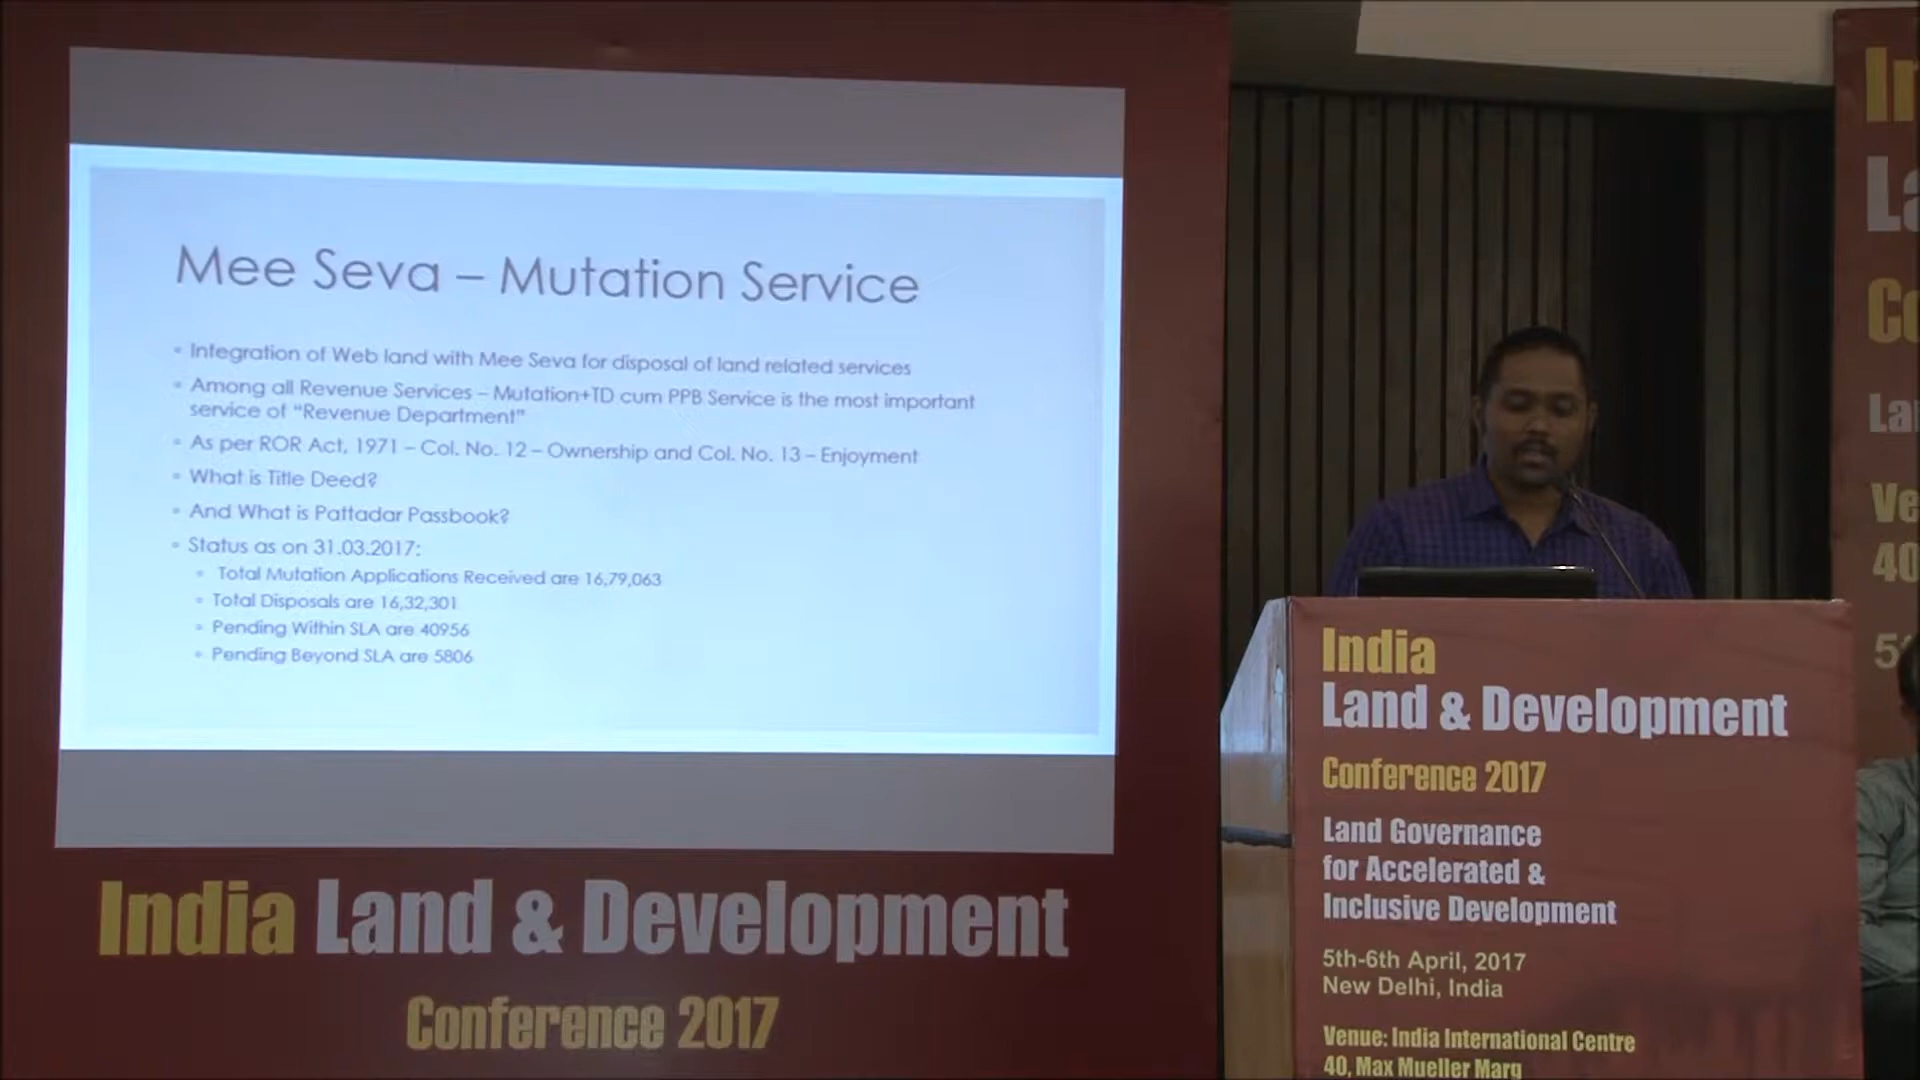 Mee Seva – Mutation Service
Integration of Web land with Mee Seva for disposal of land related services
Among all Revenue Services – Mutation+TD cum PPB Service is the most important
service of "Revenue Department"
As per ROR Act, 1971 – Col. No. 12 – Ownership and Col. No. 13 – Enjoyment
What is Title Deed?
And What is Pattadar Passbook?
Status as on 31.03.2017:
Total Mutation Applications Received are 16,79,063
Total Disposals are 16,32,301
Pending Within SLA are 40956
Pending Beyond SLA are 5806
India Land & Development
Conference 2017
India
Land & Development
Conference 2017
Land Governance
for Accelerated &
Inclusive Development
5th-6th April, 2017
New Delhi, India
Venue: India International Centre
40, Max Mueller Marg